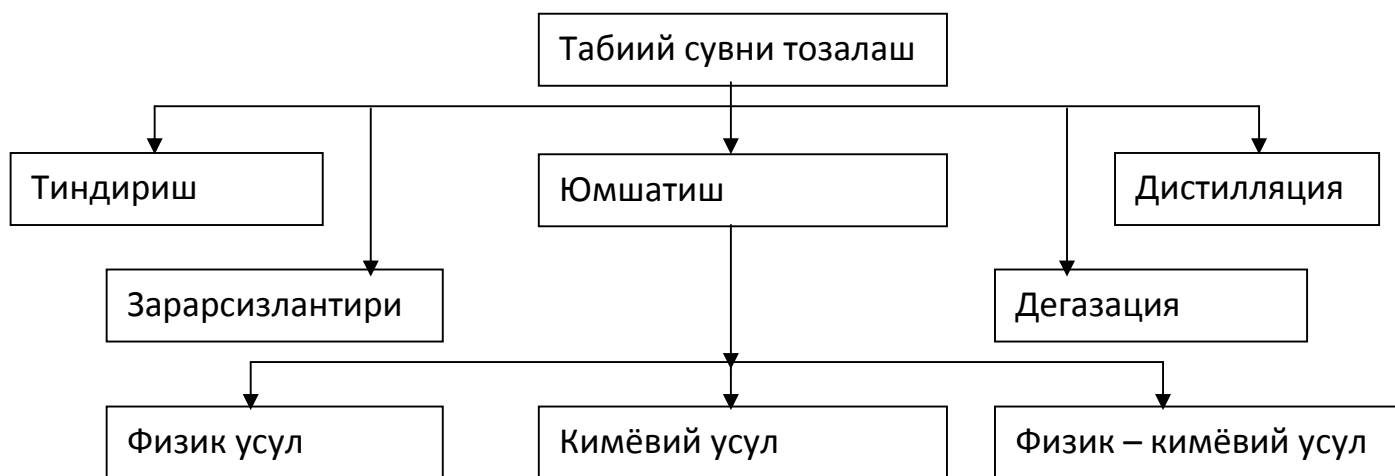 Табиий сувни тозалаш
Тиндириш
Юмшатиш
Дистилляция
Зарарсизлантири
Дегазация
Физик усул
Кимёвий усул
Физик – кимёвий усул